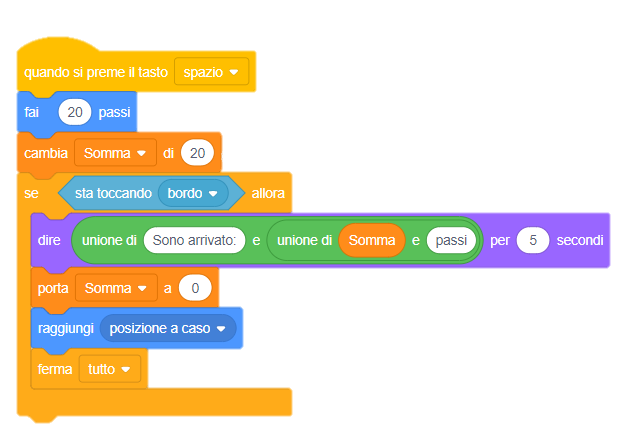 quando si preme il tasto spazio
fai 20 passi
cambia Somma di 20
se sta toccando bordo allora
dire unione di Sono arrivato: e unione di Somma e passi per 5 secondi
porta Somma a 0
raggiungi posizione a caso
ferma tutto